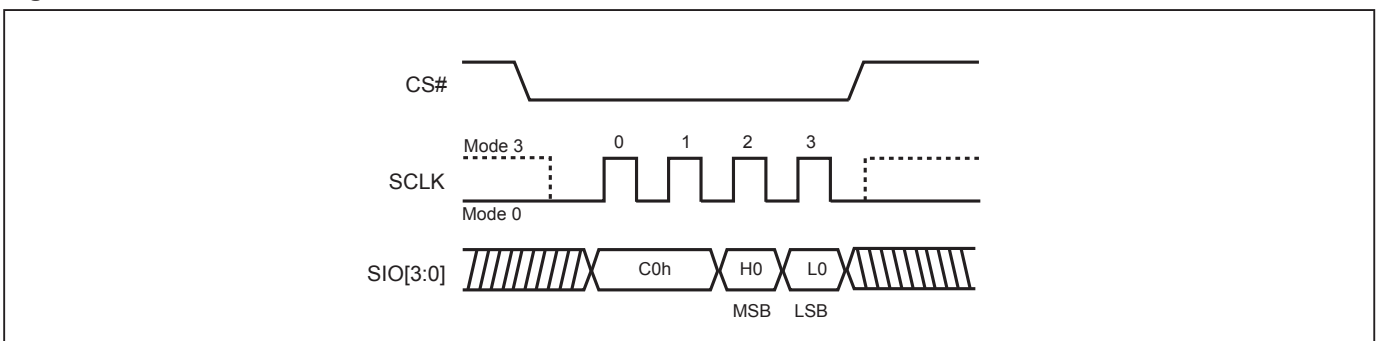 CS#
Mode 3 0 1 2 3
SCLK
Mode 0
SIO[3:0] C0h H0 L0
MSB LSB